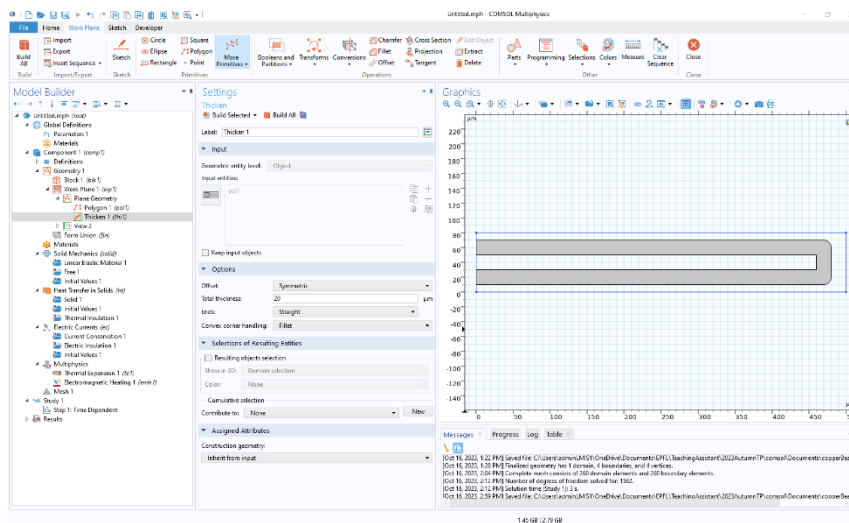 Untitled.mph - COMSOL Multiphysics
File Home Work Plane Sketch Developer
Build All
Import
Export
Insert Sequence
Sketch
Circle Square
Ellipse Polygon
Rectangle Point
More Primitives
Booleans and Partitions
Transforms
Conversions
Chamfer Cross Section Edit Object
Fillet Projection Extract
Offset Tangent Delete
Parts Programming Selections Colors Measure Clear Sequence Close
Build Import/Export Sketch Primitives Operations Other Close
Model Builder
Untitled.mph (root)
Global Definitions
Parameters 1
Materials
Component 1 (comp1)
Definitions
Geometry 1
Block 1 (blk1)
Work Plane 1 (wp1)
Plane Geometry
Polygon 1 (pol1)
Thicken 1 (thi1)
View 2
Form Union (fin)
Materials
Solid Mechanics (solid)
Linear Elastic Material 1
Free 1
Initial Values 1
Heat Transfer in Solids (ht)
Solid 1
Initial Values 1
Thermal Insulation 1
Electric Currents (ec)
Current Conservation 1
Electric Insulation 1
Initial Values 1
Multiphysics
Thermal Expansion 1 (te1)
Electromagnetic Heating 1 (emh1)
Mesh 1
Study 1
Step 1: Time Dependent
Results
Settings
Thicken
Build Selected Build All
Label: Thicken 1
Input
Geometric entity level: Object
Input entities:
pol1
Keep input objects
Options
Offset: Symmetric
Total thickness: 20 µm
Ends: Straight
Convex corner handling: Fillet
Selections of Resulting Entities
Resulting objects selection
Show in 3D: Domain selection
Color: None
Cumulative selection
Contribute to: None New
Assigned Attributes
Construction geometry:
Inherit from input
Graphics
µm
220
200
180
160
140
120
100
80
60
40
20
0
-20
-40
-60
-80
-100
-120
-140
0 50 100 150 200 250 300 350 400 450
Messages Progress Log Table
[Oct 16, 2023, 1:22 PM] Saved file: C:\Users\adminLMIS1\OneDrive\Documents\EPFL\TeachingAssistant\2023AutumnTP\comsol\Documents\copperBea
[Oct 16, 2023, 1:28 PM] Finalized geometry has 1 domain, 4 boundaries, and 4 vertices.
[Oct 16, 2023, 2:04 PM] Complete mesh consists of 260 domain elements and 260 boundary elements.
[Oct 16, 2023, 2:12 PM] Number of degrees of freedom solved for: 1562.
[Oct 16, 2023, 2:12 PM] Solution time (Study 1): 3 s.
[Oct 16, 2023, 2:59 PM] Saved file: C:\Users\adminLMIS1\OneDrive\Documents\EPFL\TeachingAssistant\2023AutumnTP\comsol\Documents\copperBea
1.45 GB | 2.79 GB